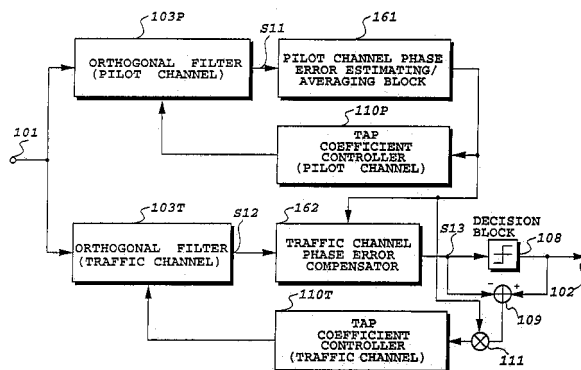 103P
ORTHOGONAL FILTER
(PILOT CHANNEL)
S11
161
PILOT CHANNEL PHASE
ERROR ESTIMATING/
AVERAGING BLOCK
110P
TAP
COEFFICIENT
CONTROLLER
(PILOT CHANNEL)
101
103T
ORTHOGONAL FILTER
(TRAFFIC CHANNEL)
S12
162
TRAFFIC CHANNEL
PHASE ERROR
COMPENSATOR
S13
DECISION
BLOCK
108
102
-
+
109
110T
TAP
COEFFICIENT
CONTROLLER
(TRAFFIC CHANNEL)
111